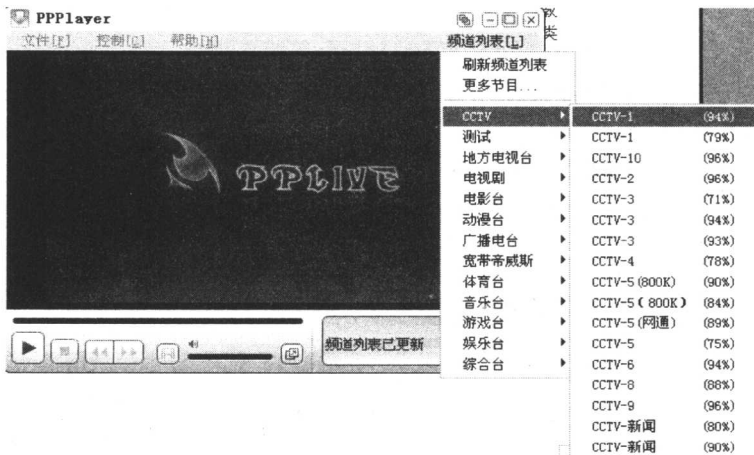 PPPlayer
文件[F] 控制[C] 帮助[H] 频道列表[L]
类
刷新频道列表
更多节目...
CCTV
测试
地方电视台
电视剧
电影台
动漫台
广播电台
宽带帝威斯
体育台
音乐台
游戏台
娱乐台
综合台
CCTV-1 (94%)
CCTV-1 (79%)
CCTV-10 (96%)
CCTV-2 (96%)
CCTV-3 (71%)
CCTV-3 (94%)
CCTV-3 (93%)
CCTV-4 (78%)
CCTV-5(800K) (90%)
CCTV-5(800K) (84%)
CCTV-5(网通) (89%)
CCTV-5 (75%)
CCTV-6 (94%)
CCTV-8 (88%)
CCTV-9 (96%)
CCTV-新闻 (80%)
CCTV-新闻 (90%)
PPLIVE
频道列表已更新